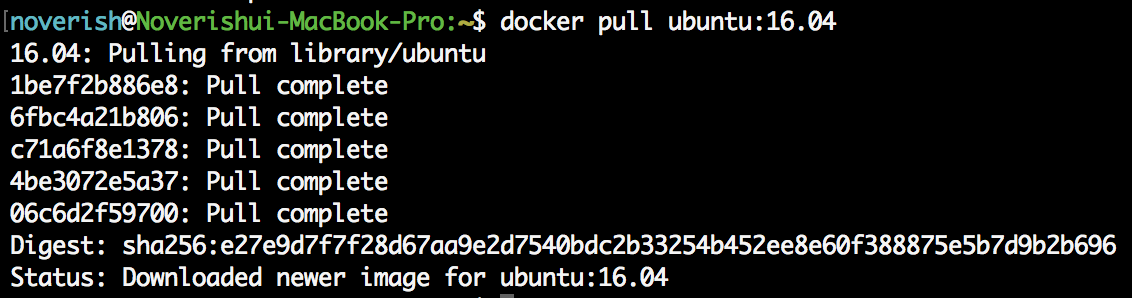 [noverish@Noverishui-MacBook-Pro:~$ docker pull ubuntu:16.04
16.04: Pulling from library/ubuntu
1be7f2b886e8: Pull complete
6fbc4a21b806: Pull complete
c71a6f8e1378: Pull complete
4be3072e5a37: Pull complete
06c6d2f59700: Pull complete
Digest: sha256:e27e9d7f7f28d67aa9e2d7540bdc2b33254b452ee8e60f388875e5b7d9b2b696
Status: Downloaded newer image for ubuntu:16.04